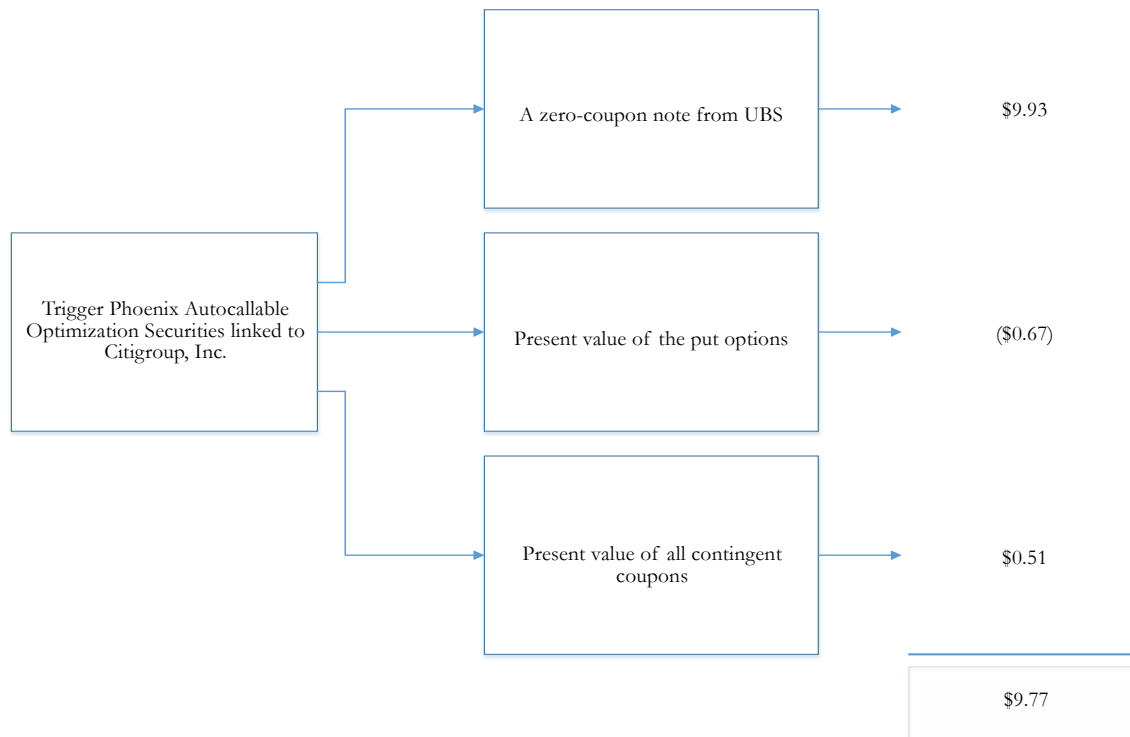 A zero-coupon note from UBS
$9.93
Trigger Phoenix Autocallable
Optimization Securities linked to
Citigroup, Inc.
Present value of the put options
($0.67)
Present value of all contingent
coupons
$0.51
$9.77